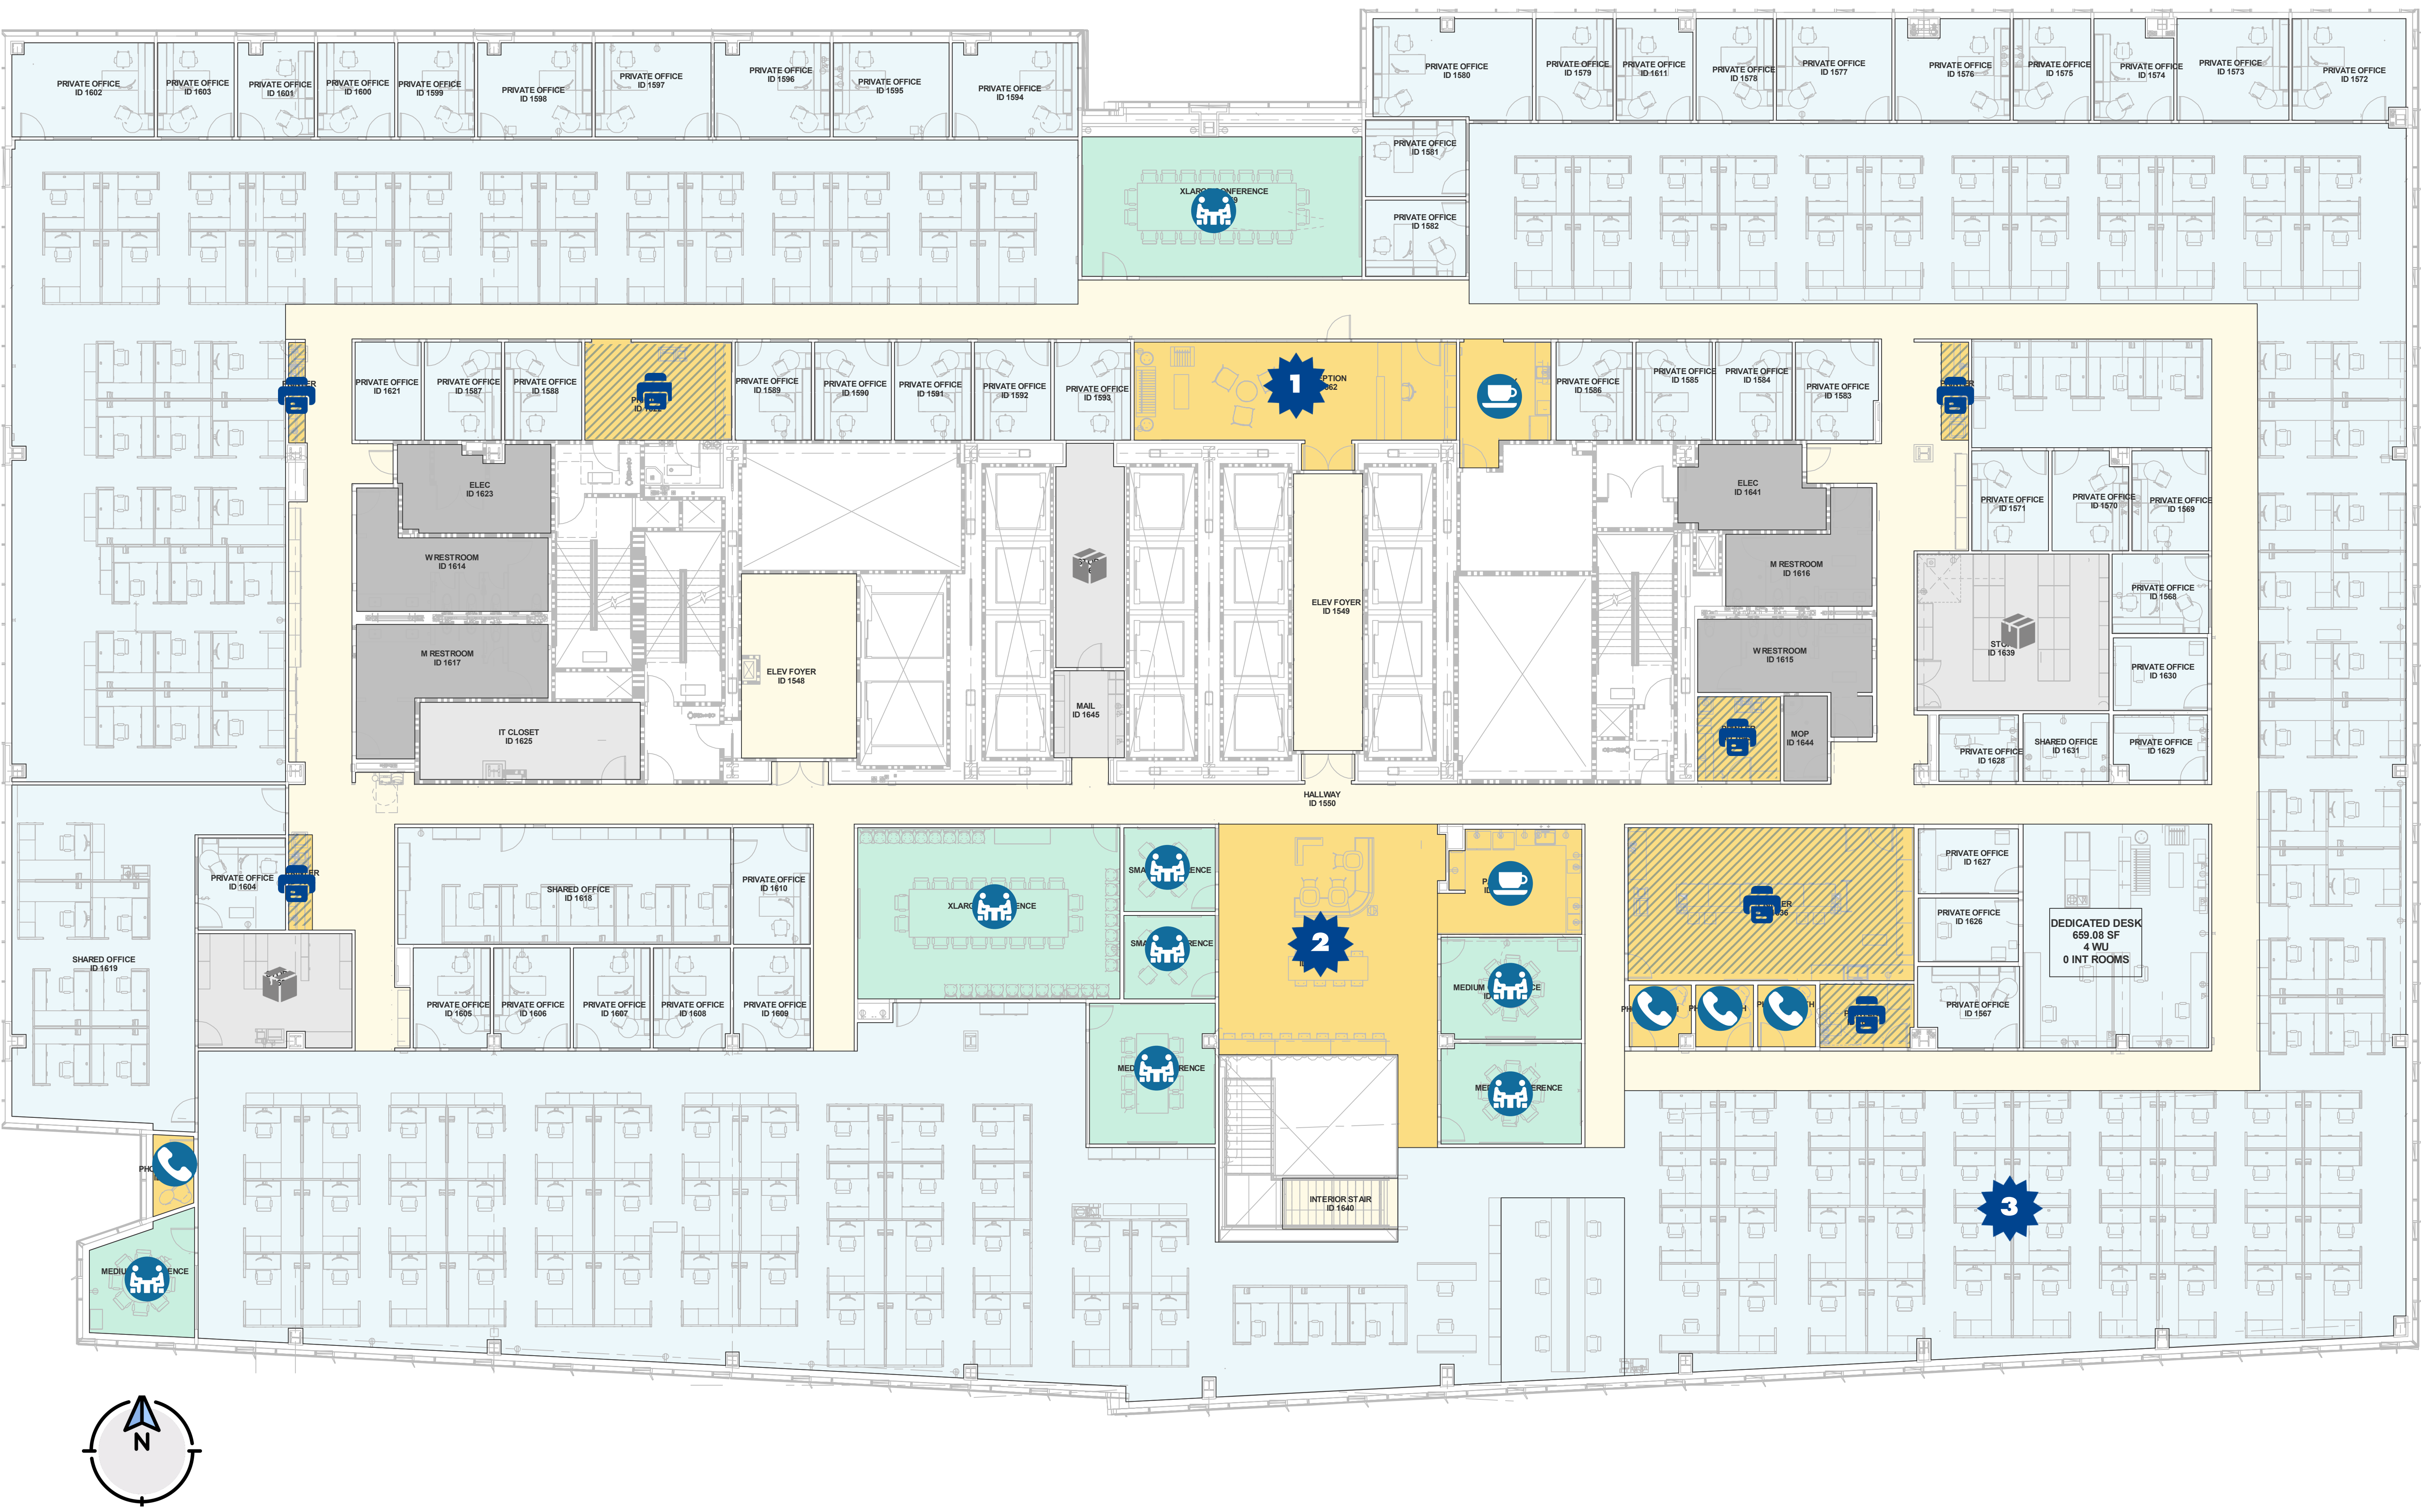 PRIVATE OFFICE
ID 1602
PRIVATE OFFICE
ID 1603
PRIVATE OFFICE
ID 1601
PRIVATE OFFICE
ID 1600
PRIVATE OFFICE
ID 1599
PRIVATE OFFICE
ID 1598
PRIVATE OFFICE
ID 1597
PRIVATE OFFICE
ID 1596
PRIVATE OFFICE
ID 1595
PRIVATE OFFICE
ID 1594
PRIVATE OFFICE
ID 1580
PRIVATE OFFICE
ID 1579
PRIVATE OFFICE
ID 1611
PRIVATE OFFICE
ID 1578
PRIVATE OFFICE
ID 1577
PRIVATE OFFICE
ID 1576
PRIVATE OFFICE
ID 1575
PRIVATE OFFICE
ID 1574
PRIVATE OFFICE
ID 1573
PRIVATE OFFICE
ID 1572
PRIVATE OFFICE
ID 1581
PRIVATE OFFICE
ID 1582
PRIVATE OFFICE
ID 1621
PRIVATE OFFICE
ID 1587
PRIVATE OFFICE
ID 1588
PRIVATE OFFICE
ID 1589
PRIVATE OFFICE
ID 1590
PRIVATE OFFICE
ID 1591
PRIVATE OFFICE
ID 1592
PRIVATE OFFICE
ID 1593
1
PRIVATE OFFICE
ID 1586
PRIVATE OFFICE
ID 1585
PRIVATE OFFICE
ID 1584
PRIVATE OFFICE
ID 1583
ELEC
ID 1623
ELEC
ID 1641
PRIVATE OFFICE
ID 1571
PRIVATE OFFICE
ID 1570
PRIVATE OFFICE
ID 1569
W RESTROOM
ID 1614
M RESTROOM
ID 1616
PRIVATE OFFICE
ID 1568
ELEV FOYER
ID 1549
M RESTROOM
ID 1617
W RESTROOM
ID 1615
ID 1639
PRIVATE OFFICE
ID 1630
ELEV FOYER
ID 1548
MAIL
ID 1645
IT CLOSET
ID 1625
MOP
ID 1644
PRIVATE OFFICE
ID 1628
SHARED OFFICE
ID 1631
PRIVATE OFFICE
ID 1629
HALLWAY
ID 1550
PRIVATE OFFICE
ID 1604
SHARED OFFICE
ID 1618
PRIVATE OFFICE
ID 1610
PRIVATE OFFICE
ID 1627
PRIVATE OFFICE
ID 1626
DEDICATED DESK
659.08 SF
4 WU
0 INT ROOMS
2
SHARED OFFICE
ID 1619
PRIVATE OFFICE
ID 1605
PRIVATE OFFICE
ID 1606
PRIVATE OFFICE
ID 1607
PRIVATE OFFICE
ID 1608
PRIVATE OFFICE
ID 1609
PRIVATE OFFICE
ID 1567
INTERIOR STAIR
ID 1640
3
N